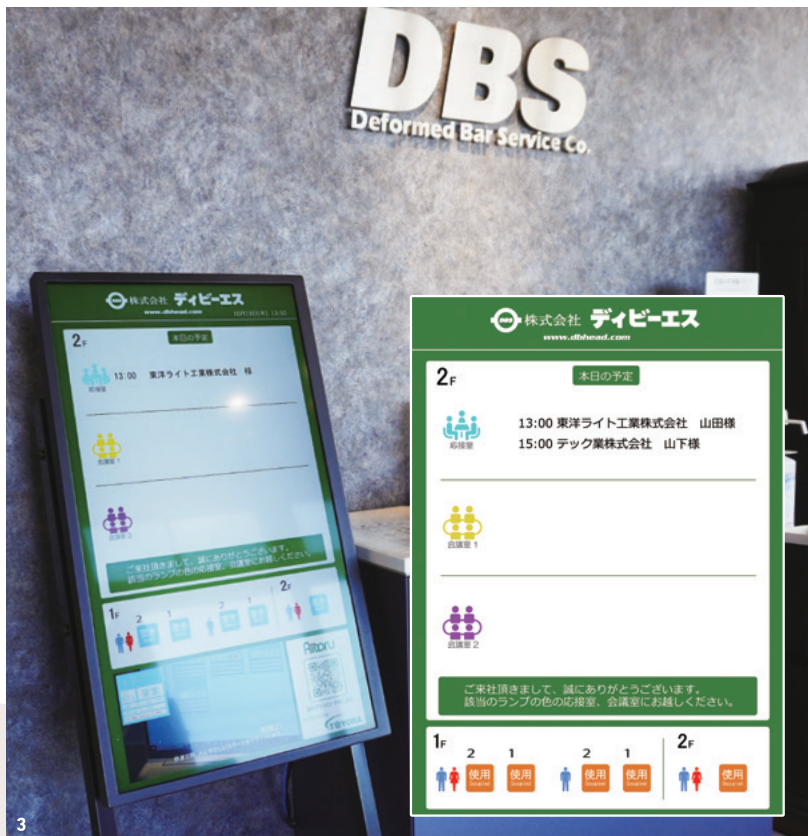 DBS
Deformed Bar Service Co.
株式会社 ディビーエス
www.dbhead.com
2F
本日の予定
応接室
13:00 東洋ライト工業株式会社 様
会議室 1
会議室 2
ご来社頂きまして、誠にありがとうございます。
該当のランプの色の応接室、会議室にお越しください。
1F
2
1
2
1
2F
Aitoru
TOYORA
株式会社 ディビーエス
www.dbhead.com
2F
本日の予定
応接室
13:00 東洋ライト工業株式会社 山田様
15:00 テック業株式会社 山下様
会議室 1
会議室 2
ご来社頂きまして、誠にありがとうございます。
該当のランプの色の応接室、会議室にお越しください。
1F
2
1
2
1
2F
使用
Occupied
使用
Occupied
使用
Occupied
使用
Occupied
使用
Occupied
3